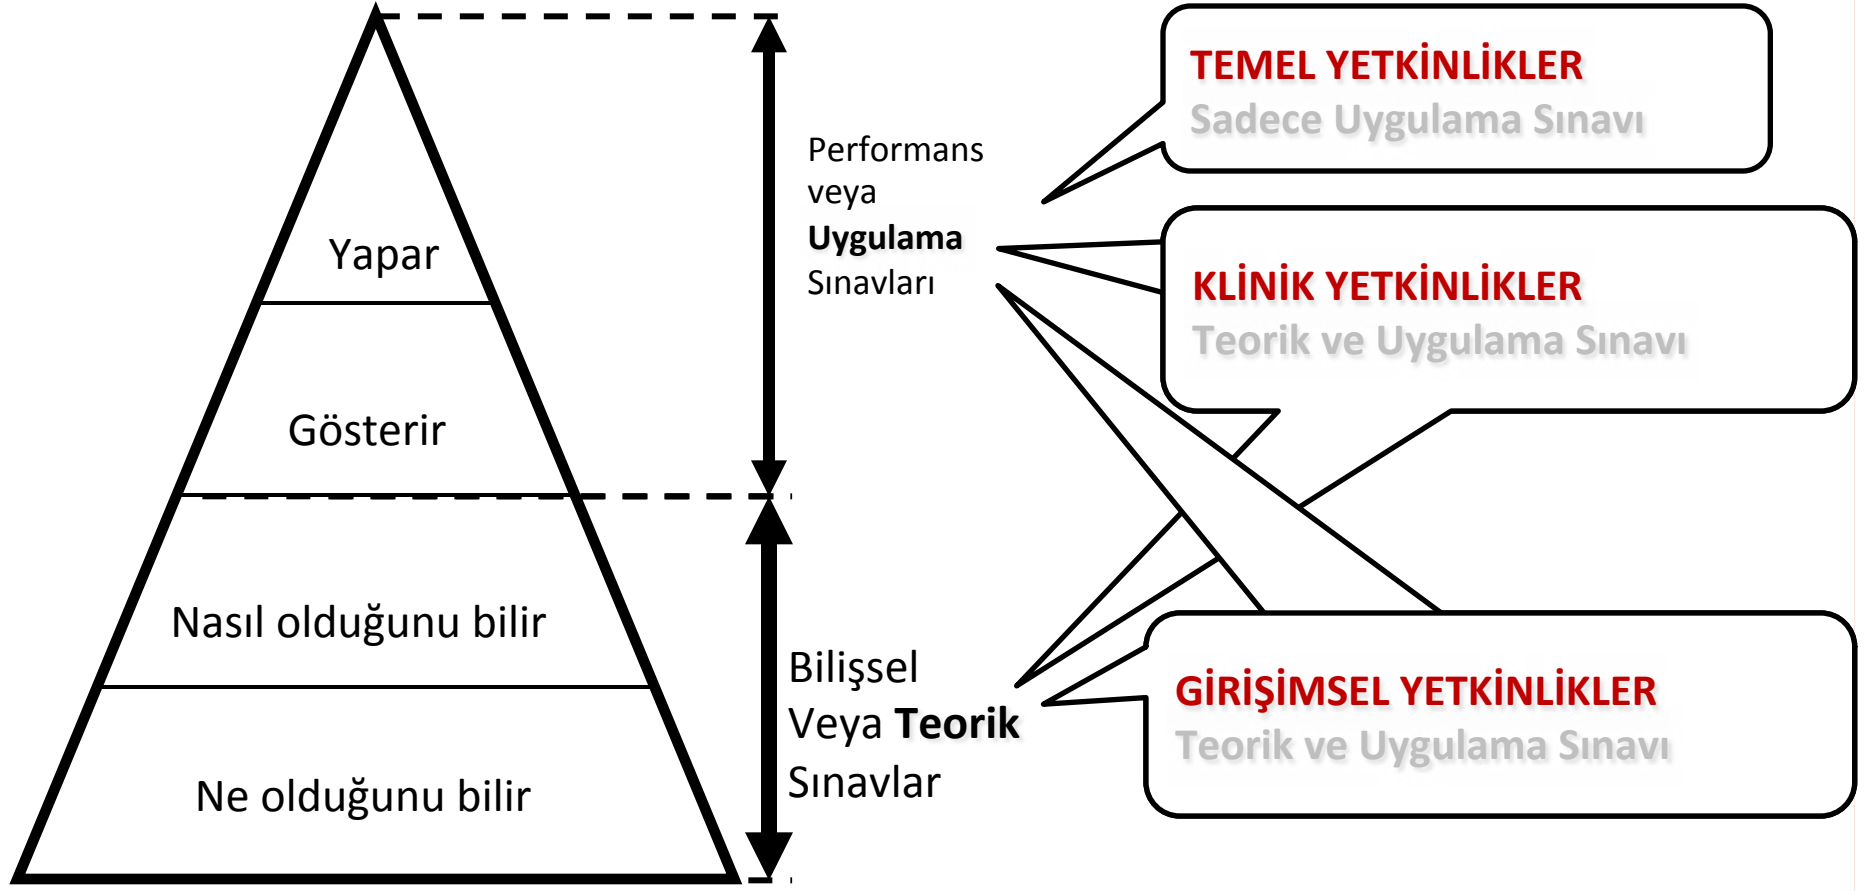 Yapar
Gösterir
Nasıl olduğunu bilir
Ne olduğunu bilir
Performans
veya
Uygulama
Sınavları
Bilişsel
Veya Teorik
Sınavlar
TEMEL YETKİNLİKLER
Sadece Uygulama Sınavı
KLİNİK YETKİNLİKLER
Teorik ve Uygulama Sınavı
GİRİŞİMSEL YETKİNLİKLER
Teorik ve Uygulama Sınavı